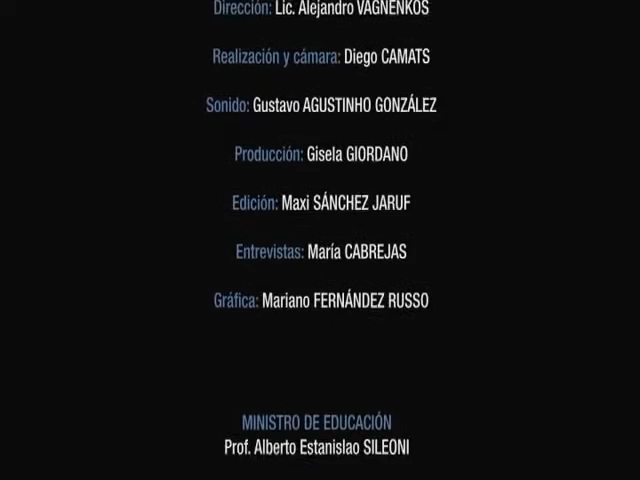 Dirección: Lic. Alejandro VAGNENKOS
Realización y cámara: Diego CAMATS
Sonido: Gustavo AGUSTINHO GONZÁLEZ
Producción: Gisela GIORDANO
Edición: Maxi SÁNCHEZ JARUF
Entrevistas: María CABREJAS
Gráfica: Mariano FERNÁNDEZ RUSSO
MINISTRO DE EDUCACIÓN
Prof. Alberto Estanislao SILEONI